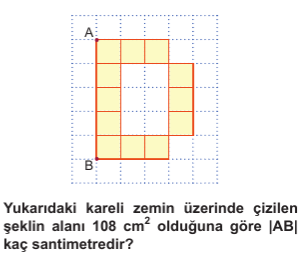 A
B
Yukarıdaki kareli zemin üzerinde çizilen
şeklin alanı 108 cm² olduğuna göre |AB|
kaç santimetredir?